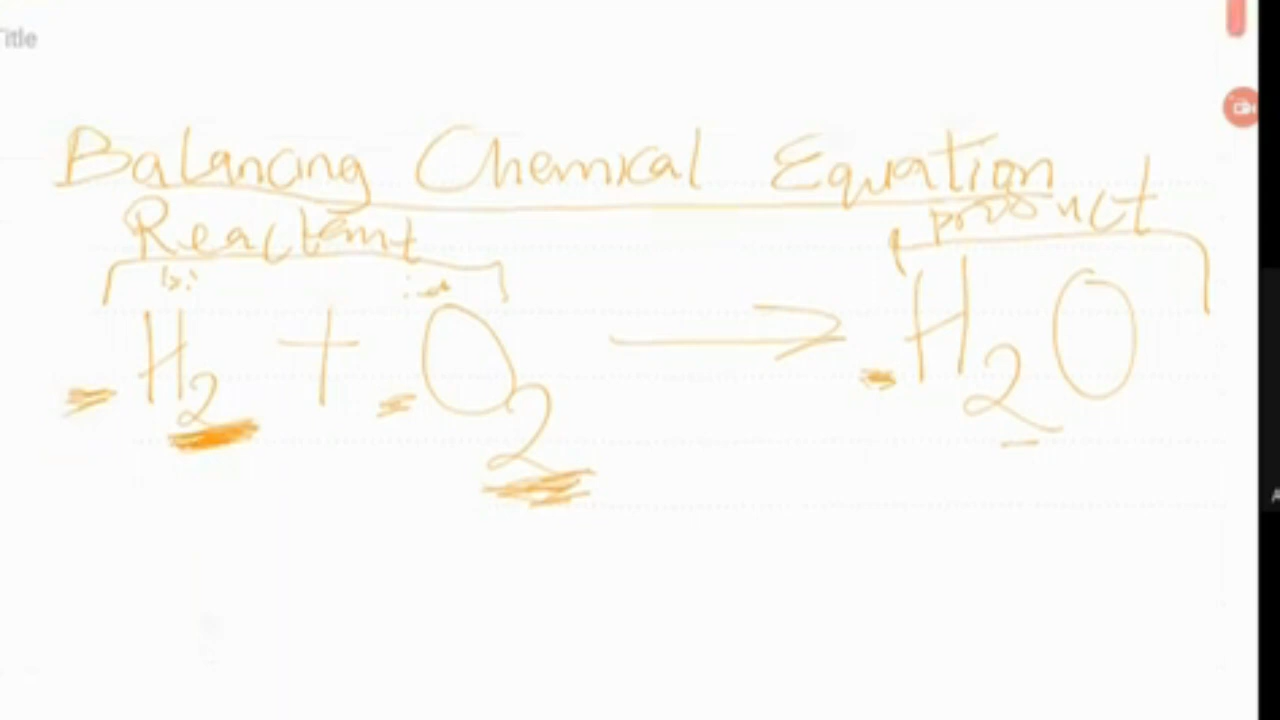 Title
Balancing Chemical Equation
Reactant product
H2 + O2 → H2O